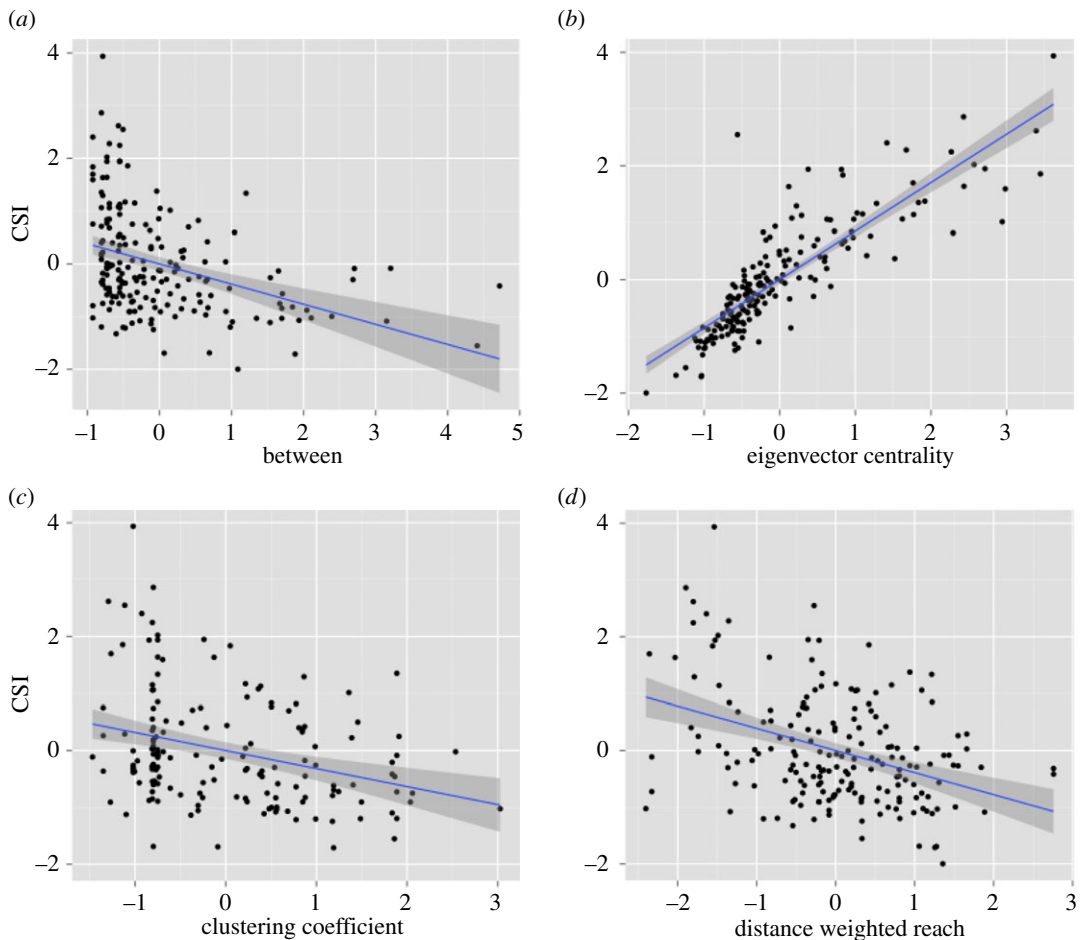 (a)
4
2
0
–2
CSI
–1 0 1 2 3 4 5
between
(b)
4
2
0
–2
–2 –1 0 1 2 3
eigenvector centrality
(c)
4
2
0
–2
CSI
–1 0 1 2 3
clustering coefficient
(d)
4
2
0
–2
–2 –1 0 1 2 3
distance weighted reach